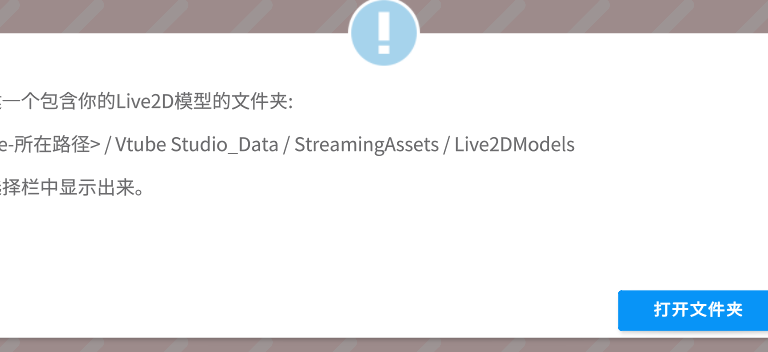 一个包含你的Live2D模型的文件夹:
e-所在路径> / Vtube Studio_Data / StreamingAssets / Live2DModels
择栏中显示出来。
打开文件夹